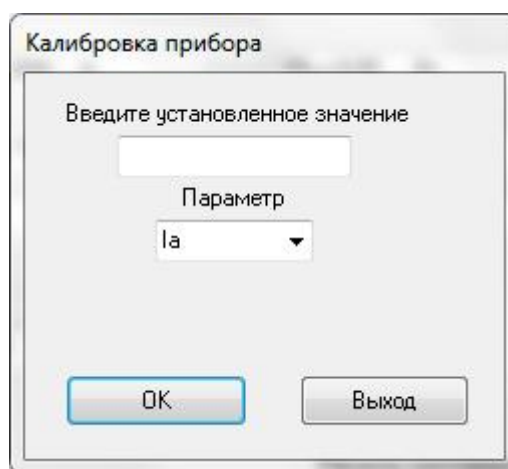 Калибровка прибора
Введите установленное значение
Параметр
Ia
OK
Выход